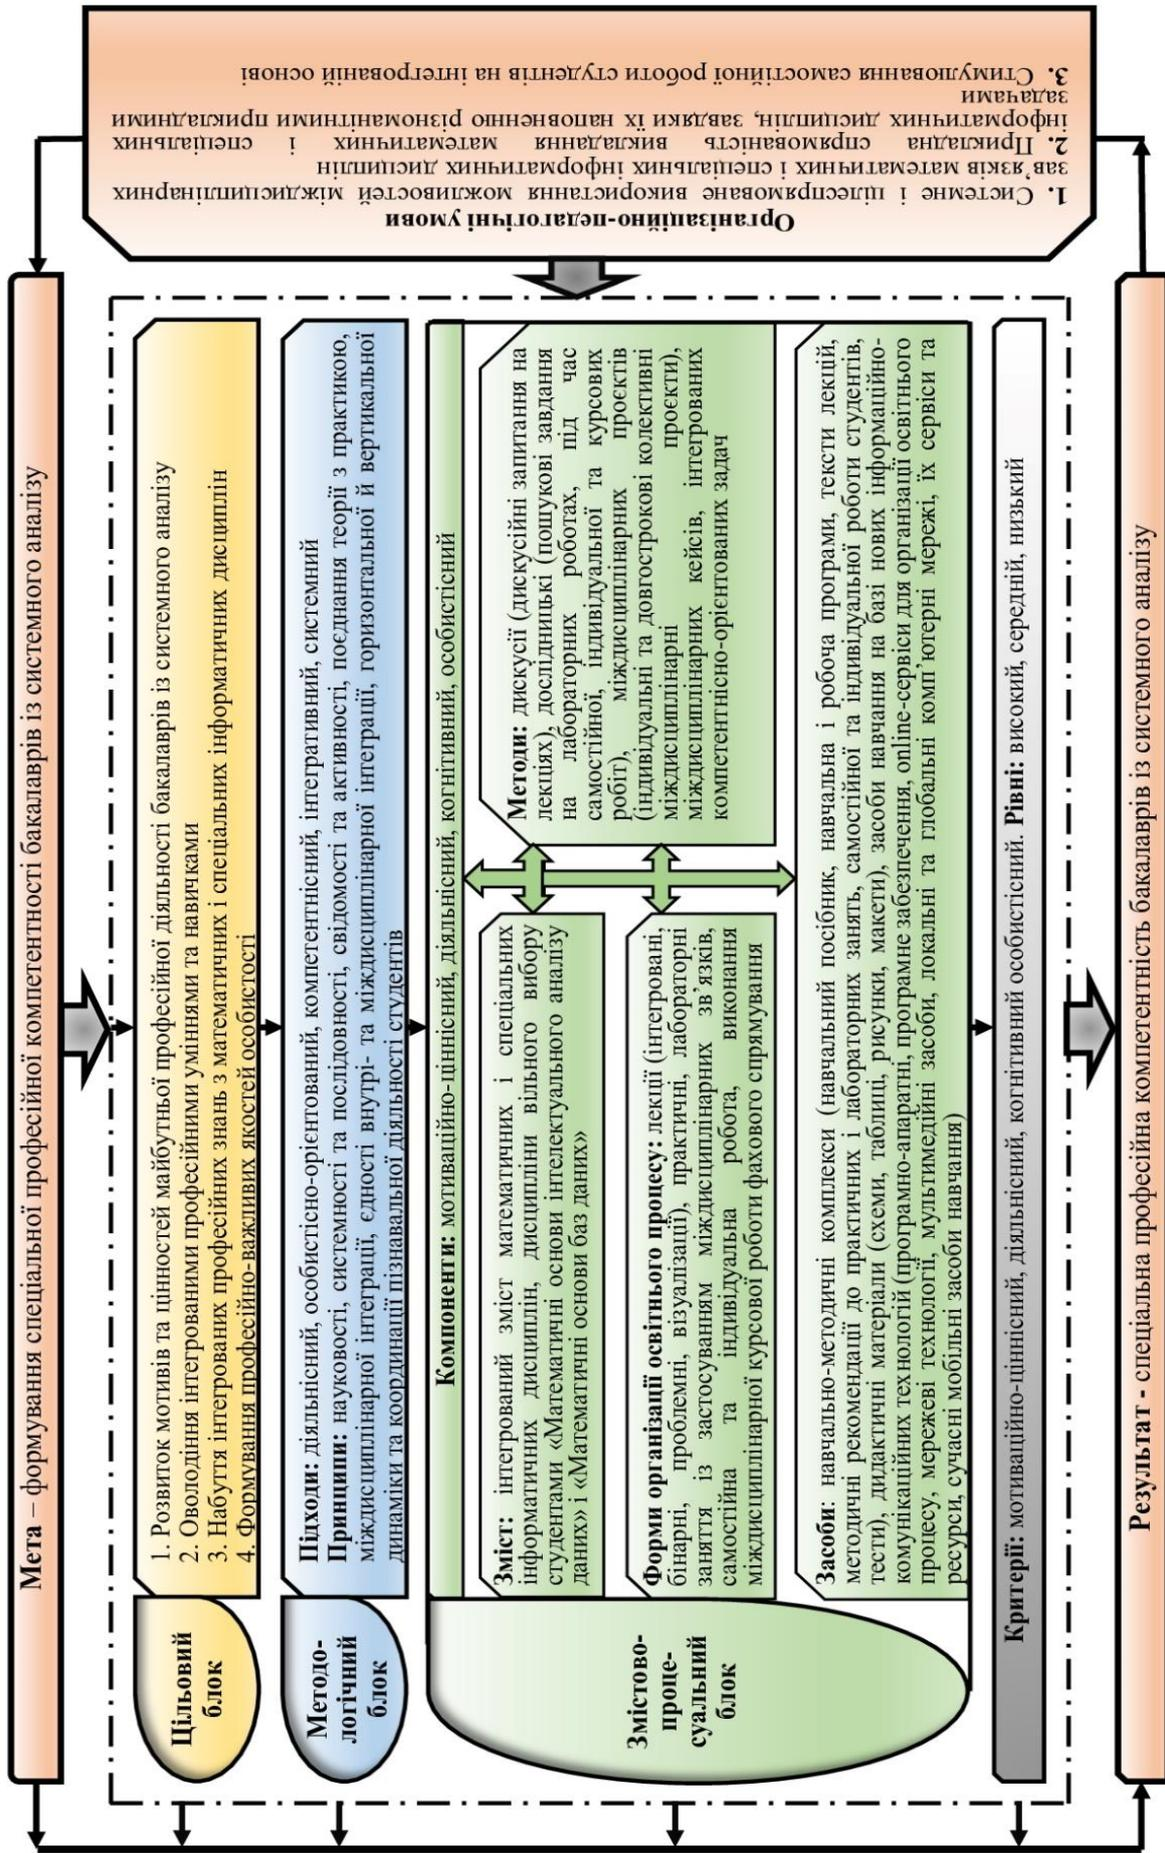 Мета – формування спеціальної професійної компетентності бакалаврів із системного аналізу
Цільовий
блок
1. Розвиток мотивів та цінностей майбутньої професійної діяльності бакалаврів із системного аналізу
2. Оволодіння інтегрованими професійними уміннями та навичками
3. Набуття інтегрованих професійних знань з математичних і спеціальних інформатичних дисциплін
4. Формування професійно-важливих якостей особистості
Методо-
логічний
блок
Підходи: діяльнісний, особистісно-орієнтований, компетентнісний, інтегративний, системний
Принципи: науковості, системності та послідовності, свідомості та активності, поєднання теорії з практикою,
міждисциплінарної інтеграції, єдності внутрі- та міждисциплінарної інтеграції, горизонтальної й вертикальної
динаміки та координації пізнавальної діяльності студентів
Змістово-
проце-
суальний
блок
Компоненти: мотиваційно-ціннісний, діяльнісний, когнітивний, особистісний
Зміст: інтегрований зміст математичних і спеціальних
інформатичних дисциплін, дисципліни вільного вибору
студентами «Математичні основи інтелектуального аналізу
даних» і «Математичні основи баз даних»
Форми організації освітнього процесу: лекції (інтегровані,
бінарні, проблемні, візуалізації), практичні, лабораторні
заняття із застосуванням міждисциплінарних зв'язків,
самостійна та індивідуальна робота, виконання
міждисциплінарної курсової роботи фахового спрямування
Методи: дискусії (дискусійні запитання на
лекціях), дослідницькі (пошукові завдання
на лабораторних роботах, під час
самостійної, індивідуальної та курсових
робіт), міждисциплінарних проєктів
(індивідуальні та довгострокові колективні
міждисциплінарні проєкти),
міждисциплінарних кейсів, інтегрованих
компетентнісно-орієнтованих задач
Засоби: навчально-методичні комплекси (навчальний посібник, навчальна і робоча програми, тексти лекцій,
методичні рекомендації до практичних і лабораторних занять, самостійної та індивідуальної роботи студентів,
тести), дидактичні матеріали (схеми, таблиці, рисунки, макети), засоби навчання на базі нових інформаційно-
комунікаційних технологій (програмно-апаратні, програмне забезпечення, online-сервіси для організації освітнього
процесу, мережеві технології, мультимедійні засоби, локальні та глобальні комп'ютерні мережі, їх сервіси та
ресурси, сучасні мобільні засоби навчання)
Критерії: мотиваційно-ціннісний, діяльнісний, когнітивний особистісний. Рівні: високий, середній, низький
Результат - спеціальна професійна компетентність бакалаврів із системного аналізу
Організаційно-педагогічні умови
1. Системне і цілеспрямоване використання можливостей міждисциплінарних
зав'язків математичних і спеціальних інформатичних дисциплін
2. Прикладна спрямованість викладання математичних і спеціальних
інформатичних дисциплін, завдяки їх наповненню різноманітними прикладними
задачами
3. Стимулювання самостійної роботи студентів на інтегрованій основі